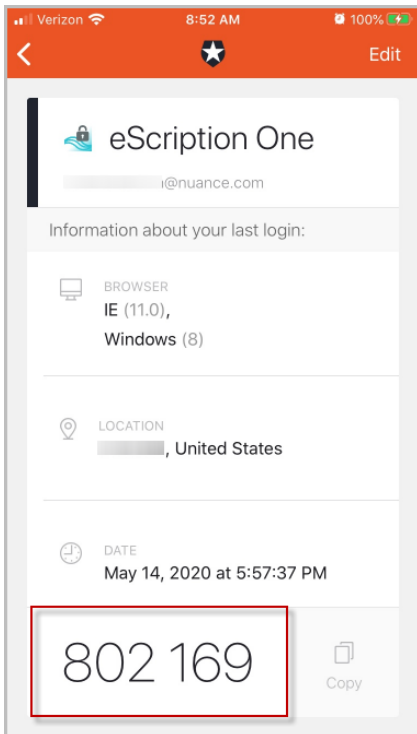 Verizon 8:52 AM 100%
Edit
eScription One
@nuance.com
Information about your last login:
BROWSER
IE (11.0),
Windows (8)
LOCATION
, United States
DATE
May 14, 2020 at 5:57:37 PM
802 169
Copy